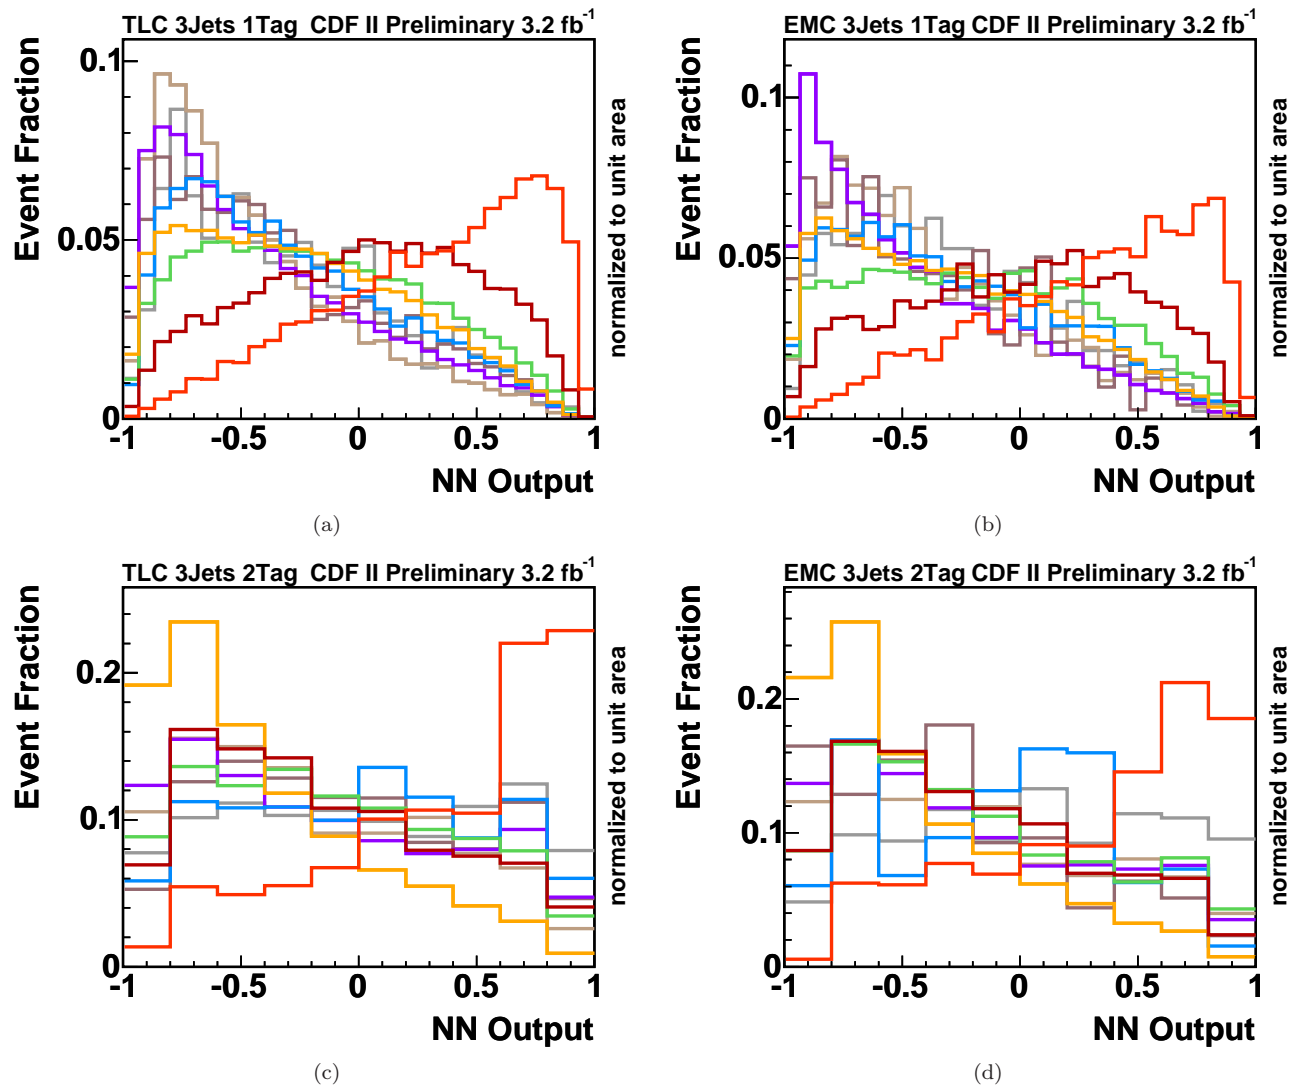 TLC 3Jets 1Tag  CDF II Preliminary 3.2 fb⁻¹
Event Fraction
0.1
0.05
0
-1 -0.5 0 0.5 1
NN Output
normalized to unit area
(a)
EMC 3Jets 1Tag CDF II Preliminary 3.2 fb⁻¹
Event Fraction
0.1
0.05
0
-1 -0.5 0 0.5 1
NN Output
normalized to unit area
(b)
TLC 3Jets 2Tag  CDF II Preliminary 3.2 fb⁻¹
Event Fraction
0.2
0.1
0
-1 -0.5 0 0.5 1
NN Output
normalized to unit area
(c)
EMC 3Jets 2Tag CDF II Preliminary 3.2 fb⁻¹
Event Fraction
0.2
0.1
0
-1 -0.5 0 0.5 1
NN Output
normalized to unit area
(d)